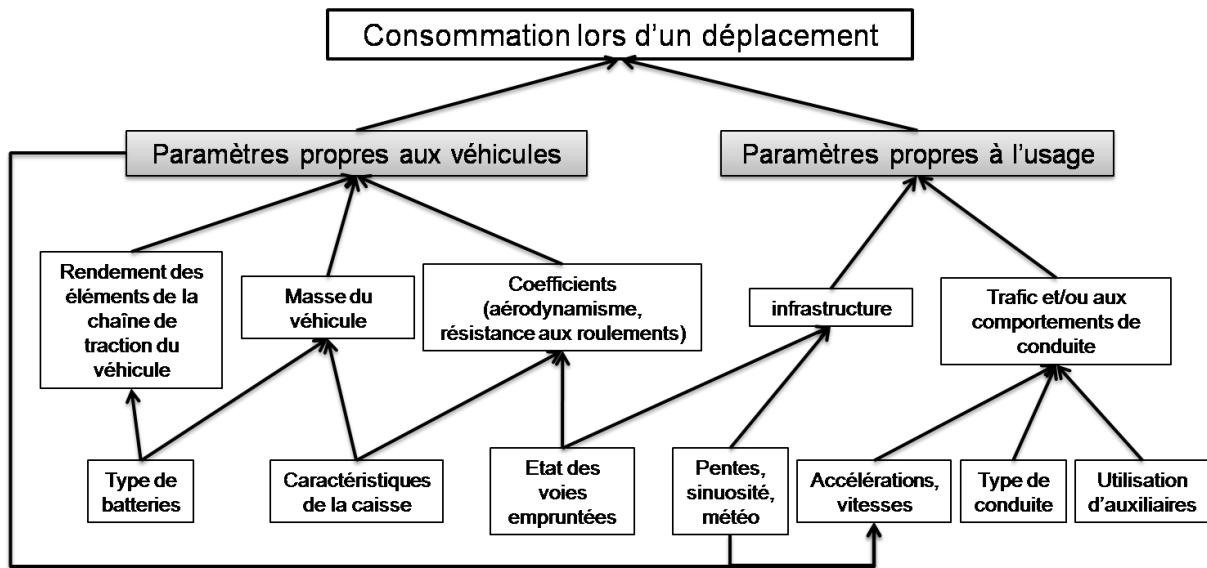 Consommation lors d'un déplacement
Paramètres propres aux véhicules
Paramètres propres à l'usage
Rendement des
éléments de la
chaîne de
traction du
véhicule
Masse du
véhicule
Coefficients
(aérodynamisme,
résistance aux roulements)
infrastructure
Trafic et/ou aux
comportements de
conduite
Type de
batteries
Caractéristiques
de la caisse
Etat des
voies
empruntées
Pentes,
sinuosité,
météo
Accélérations,
vitesses
Type de
conduite
Utilisation
d'auxiliaires